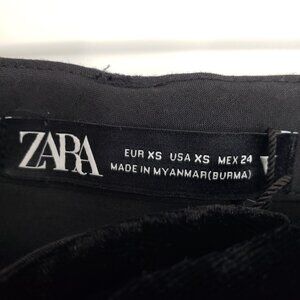 ZARA
EUR XS USA XS MEX 24
MADE IN MYANMAR(BURMA)